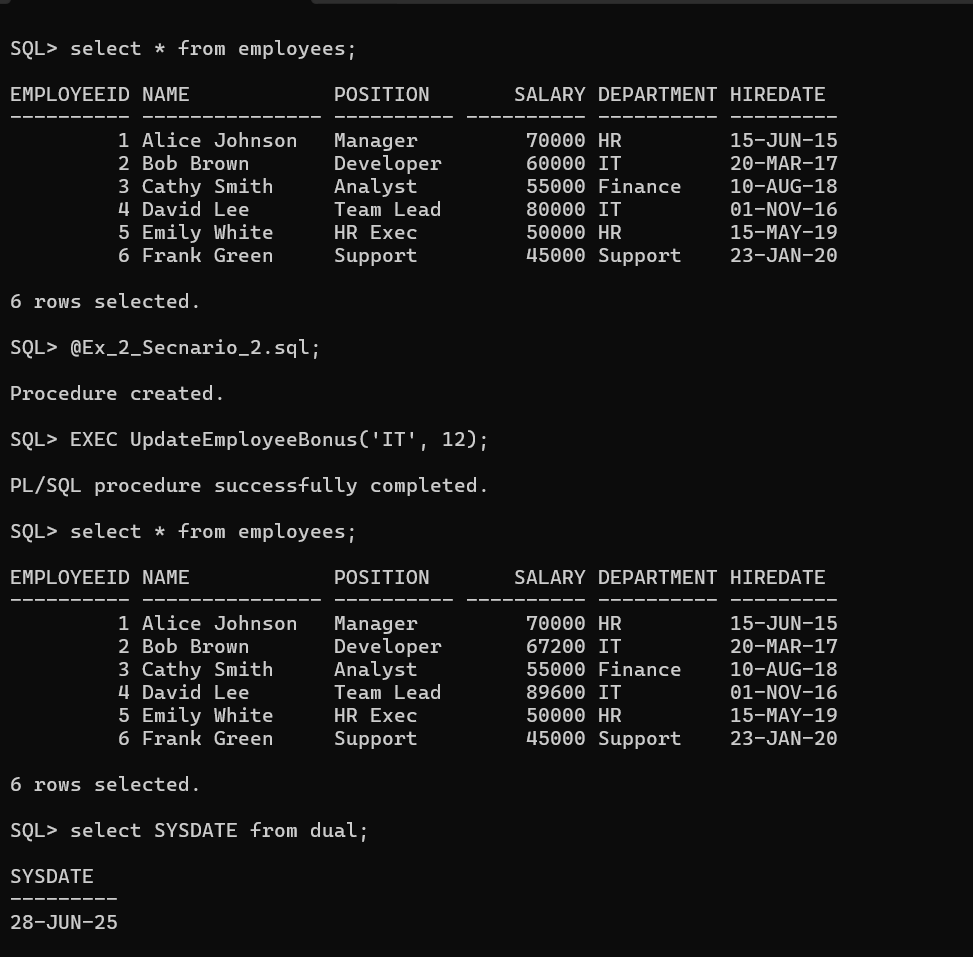 SQL> select * from employees;
EMPLOYEEID NAME            POSITION       SALARY DEPARTMENT HIREDATE
---------- --------------- ---------- ---------- ---------- ---------
         1 Alice Johnson   Manager         70000 HR         15-JUN-15
         2 Bob Brown       Developer       60000 IT         20-MAR-17
         3 Cathy Smith     Analyst         55000 Finance    10-AUG-18
         4 David Lee       Team Lead       80000 IT         01-NOV-16
         5 Emily White     HR Exec         50000 HR         15-MAY-19
         6 Frank Green     Support         45000 Support    23-JAN-20
6 rows selected.
SQL> @Ex_2_Secnario_2.sql;
Procedure created.
SQL> EXEC UpdateEmployeeBonus('IT', 12);
PL/SQL procedure successfully completed.
SQL> select * from employees;
EMPLOYEEID NAME            POSITION       SALARY DEPARTMENT HIREDATE
---------- --------------- ---------- ---------- ---------- ---------
         1 Alice Johnson   Manager         70000 HR         15-JUN-15
         2 Bob Brown       Developer       67200 IT         20-MAR-17
         3 Cathy Smith     Analyst         55000 Finance    10-AUG-18
         4 David Lee       Team Lead       89600 IT         01-NOV-16
         5 Emily White     HR Exec         50000 HR         15-MAY-19
         6 Frank Green     Support         45000 Support    23-JAN-20
6 rows selected.
SQL> select SYSDATE from dual;
SYSDATE
---------
28-JUN-25